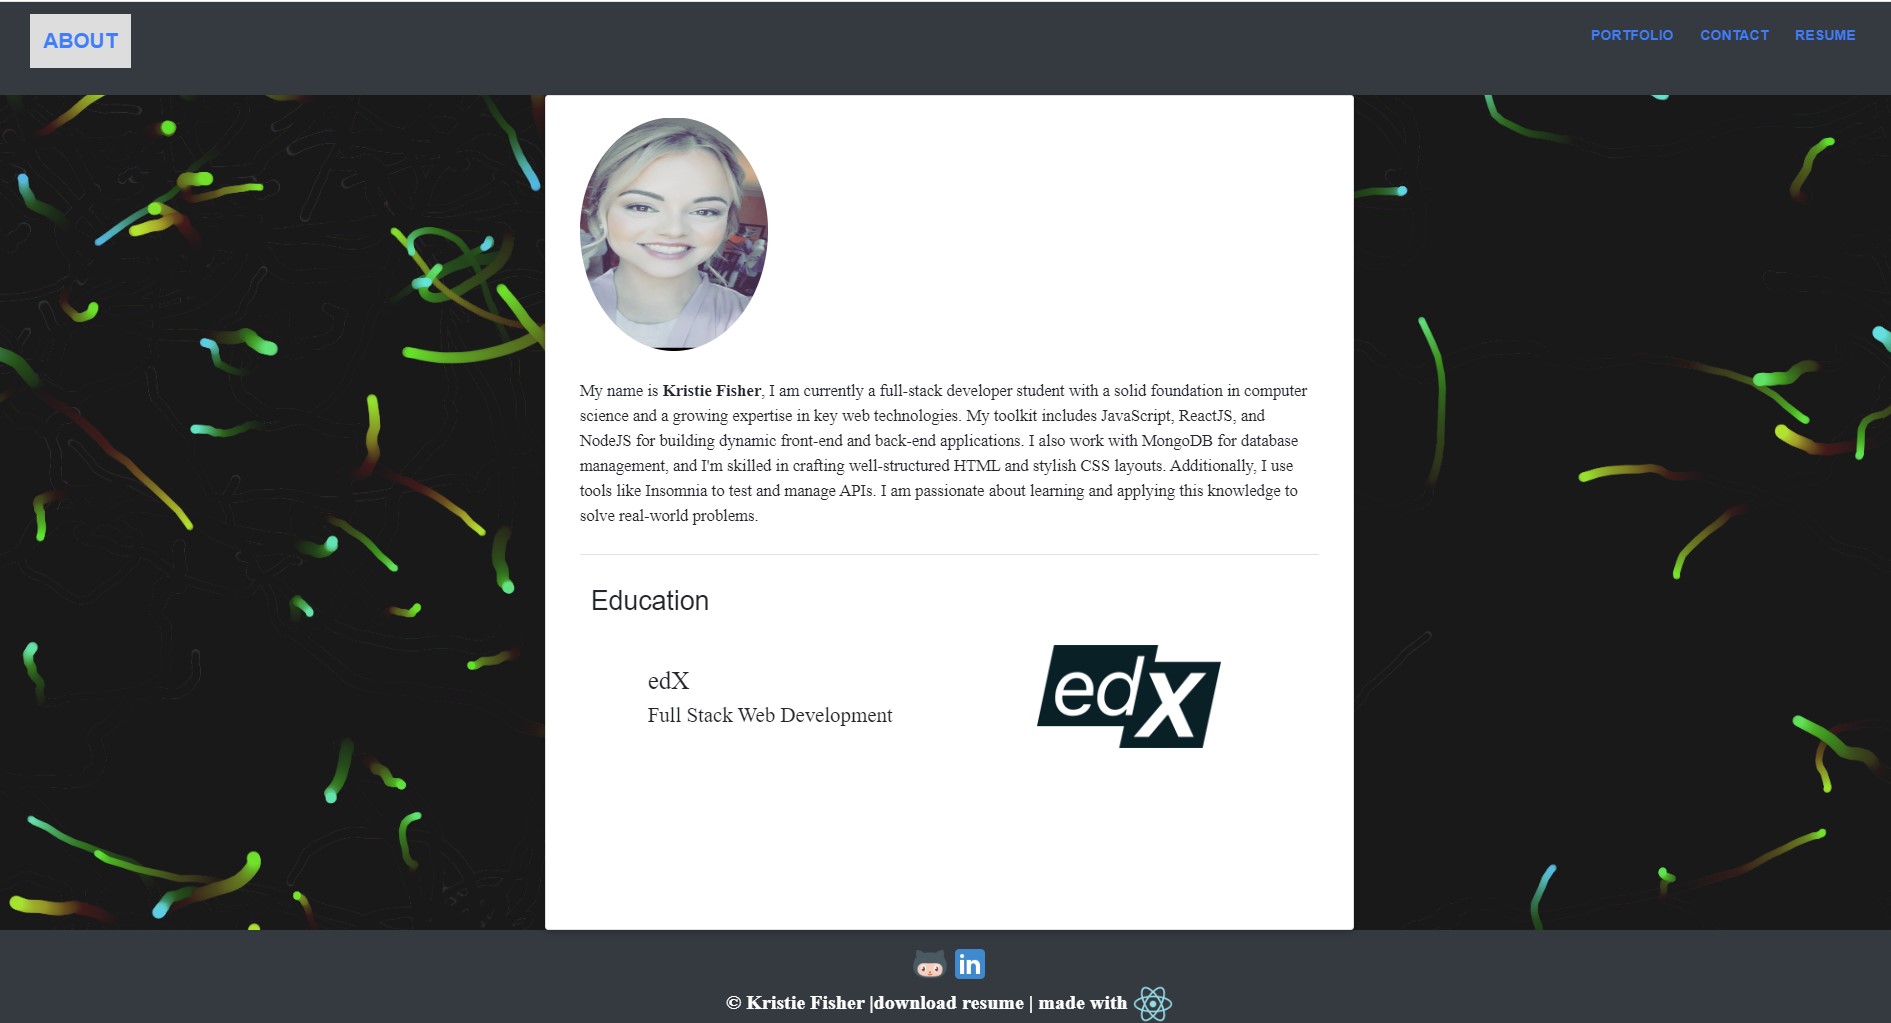 ABOUT
PORTFOLIO CONTACT RESUME
My name is Kristie Fisher, I am currently a full-stack developer student with a solid foundation in computer
science and a growing expertise in key web technologies. My toolkit includes JavaScript, ReactJS, and
NodeJS for building dynamic front-end and back-end applications. I also work with MongoDB for database
management, and I'm skilled in crafting well-structured HTML and stylish CSS layouts. Additionally, I use
tools like Insomnia to test and manage APIs. I am passionate about learning and applying this knowledge to
solve real-world problems.
Education
edX
Full Stack Web Development
edX
in
© Kristie Fisher |download resume | made with